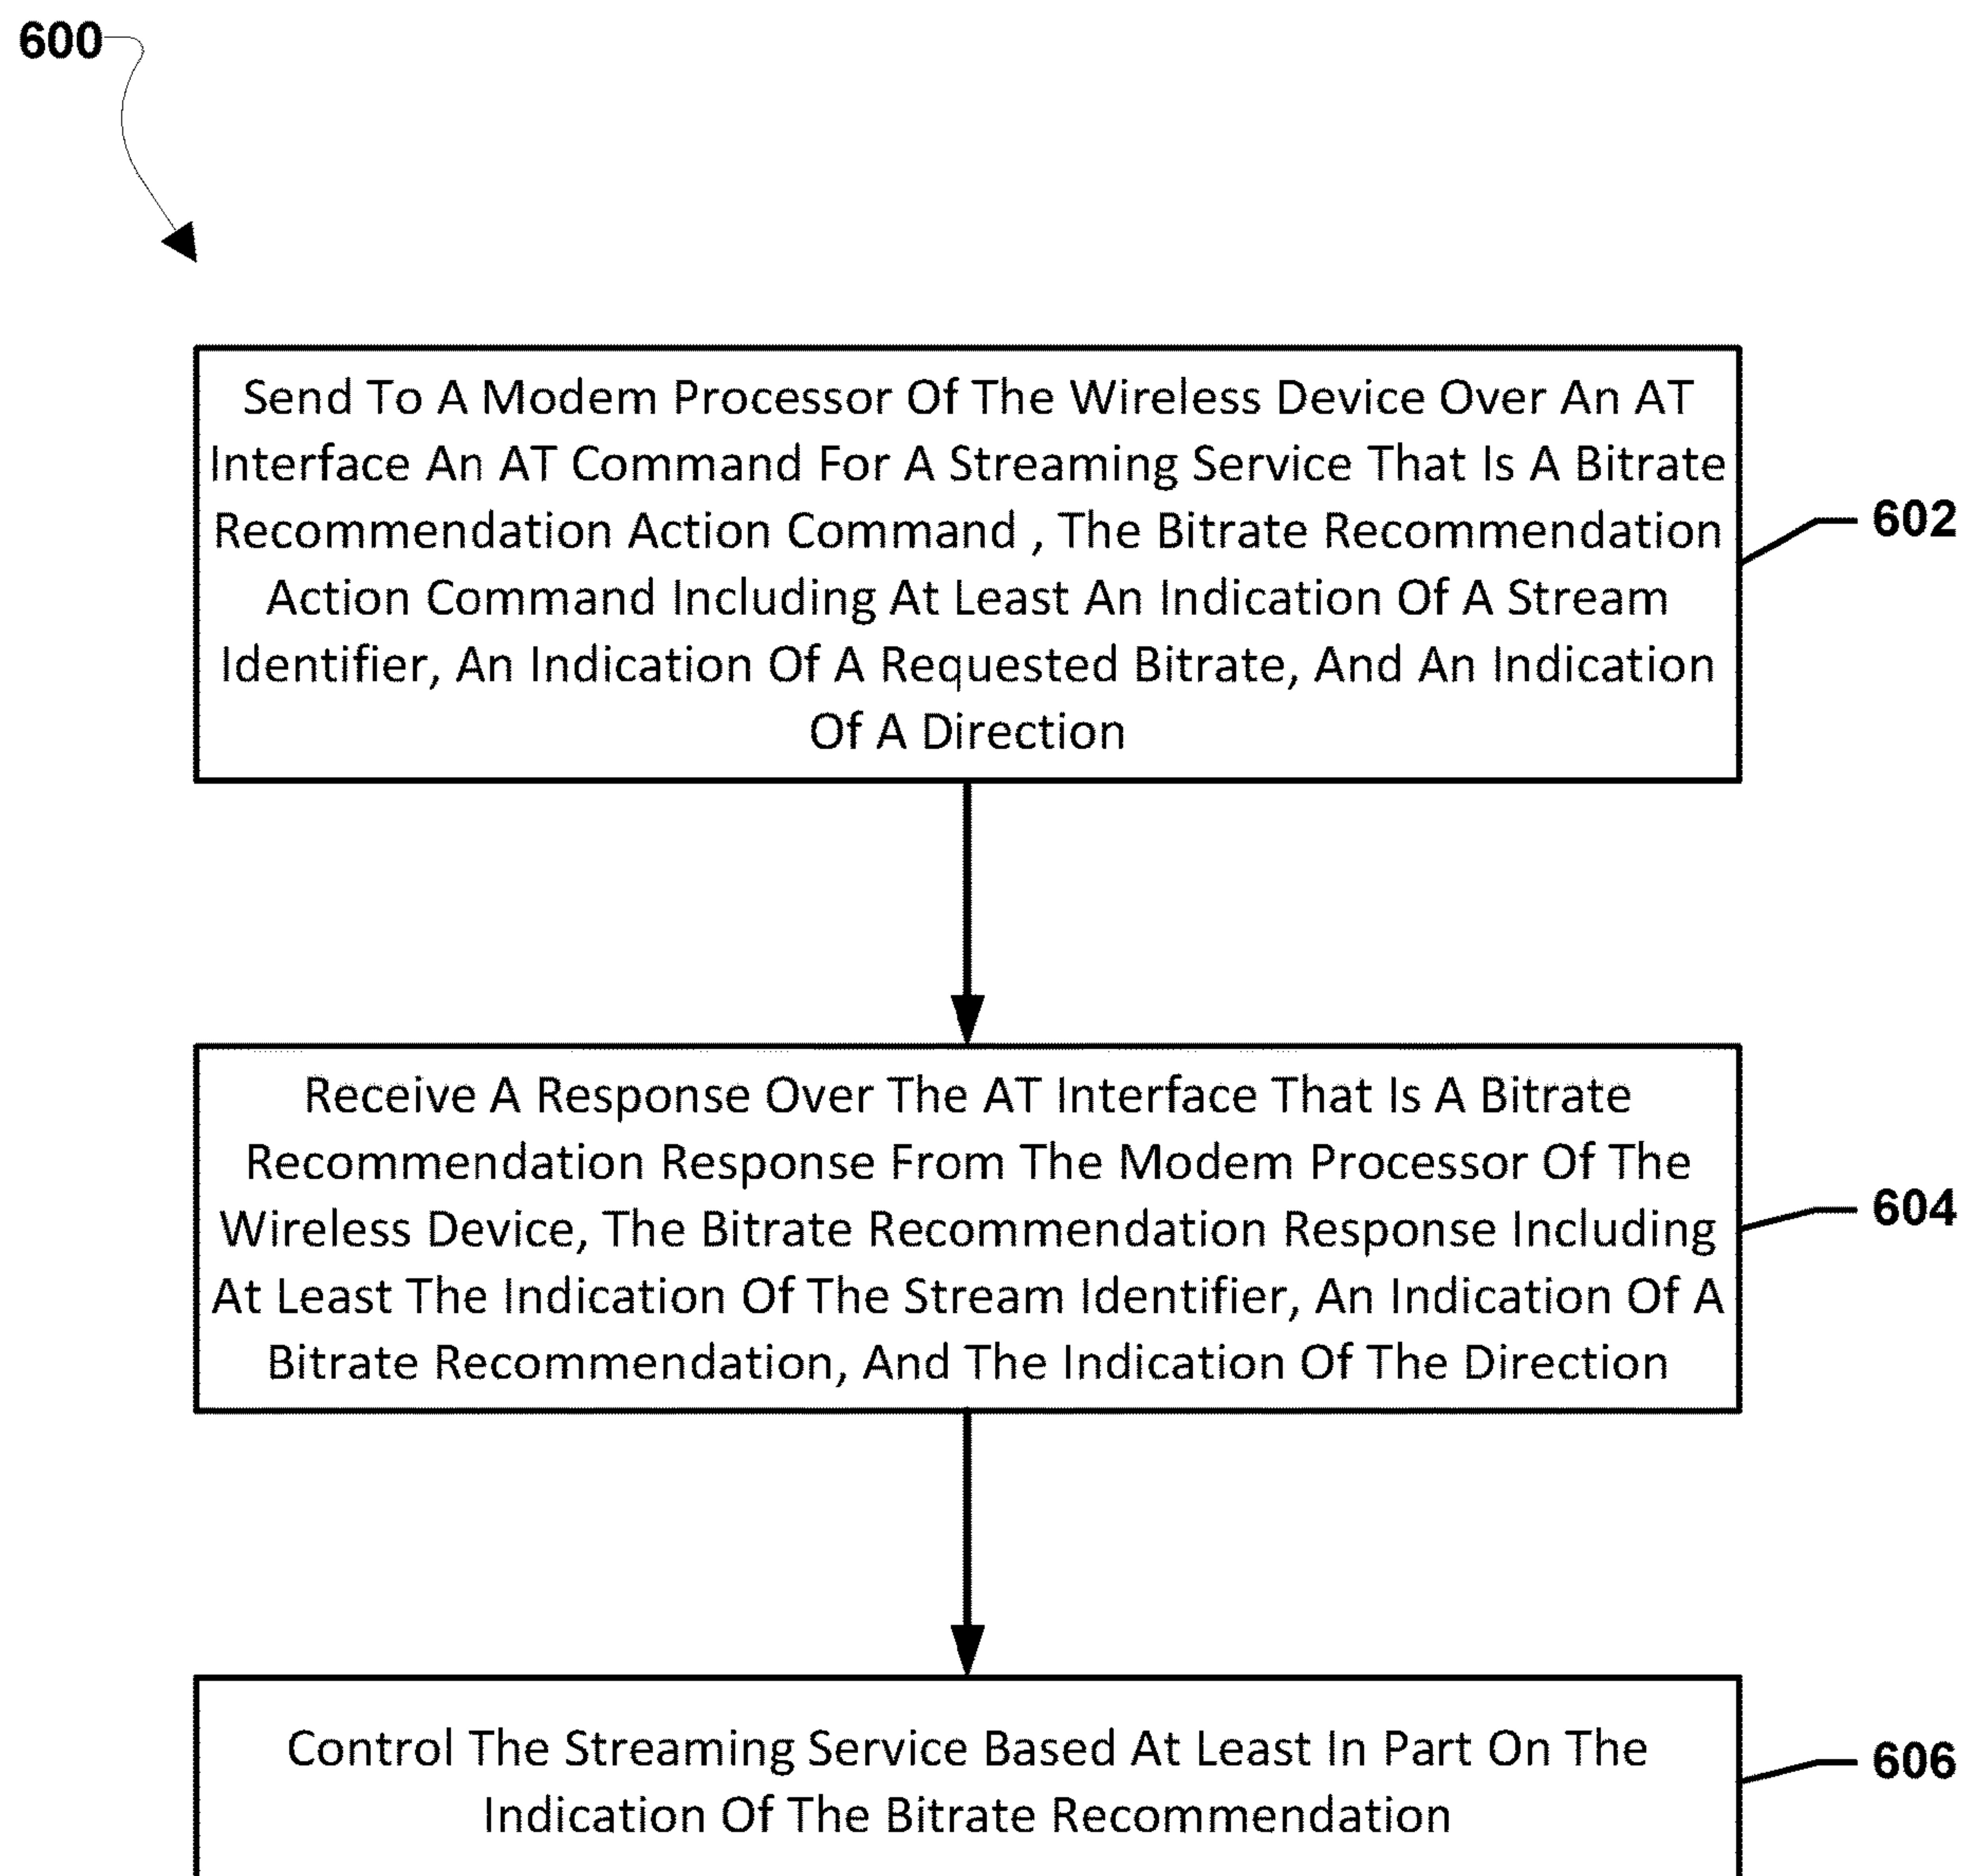 600
Send To A Modem Processor Of The Wireless Device Over An AT
Interface An AT Command For A Streaming Service That Is A Bitrate
Recommendation Action Command , The Bitrate Recommendation
Action Command Including At Least An Indication Of A Stream
Identifier, An Indication Of A Requested Bitrate, And An Indication
Of A Direction
602
Receive A Response Over The AT Interface That Is A Bitrate
Recommendation Response From The Modem Processor Of The
Wireless Device, The Bitrate Recommendation Response Including
At Least The Indication Of The Stream Identifier, An Indication Of A
Bitrate Recommendation, And The Indication Of The Direction
604
Control The Streaming Service Based At Least In Part On The
Indication Of The Bitrate Recommendation
606